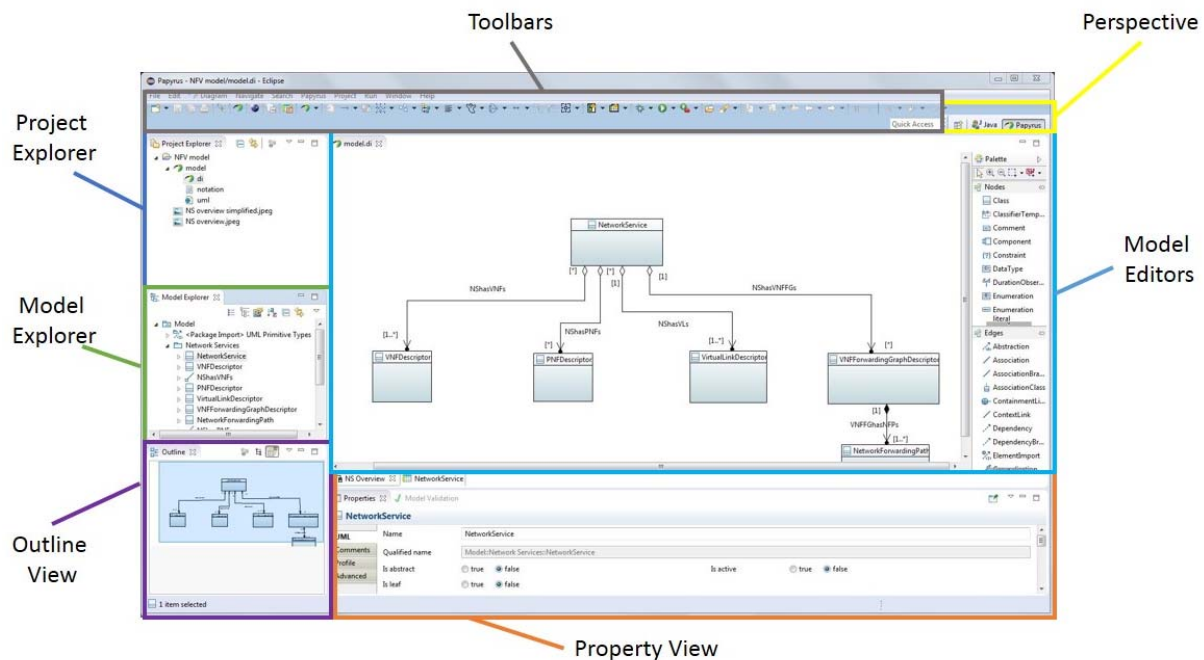 Toolbars
Perspective
Papyrus - NFV model/model.di - Eclipse
File Edit Diagram Navigate Search Papyrus Project Run Window Help
Quick Access
Java
Papyrus
Project
Explorer
Project Explorer
NFV model
model
di
notation
uml
NS overview simplified.jpeg
NS overview.jpeg
model.di
NetworkService
[*]
[*]
[1]
[1]
NShasVNFs
NShasPNFs
NShasVLs
NShasVNFFGs
[1..*]
[*]
[1..*]
[*]
VNFDescriptor
PNFDescriptor
VirtualLinkDescriptor
VNFForwardingGraphDescriptor
[1]
VNFFGhasNFPs
[1..*]
NetworkForwardingPath
Palette
Nodes
Class
ClassifierTemp...
Comment
Component
Constraint
DataType
DurationObser...
Enumeration
Enumeration
literal
Edges
Abstraction
Association
AssociationBra...
AssociationClass
ContainmentLi...
ContextLink
Dependency
DependencyBr...
ElementImport
Generalization
Model
Editors
Model
Explorer
Model Explorer
Model
<Package Import> UML Primitive Types
Network Services
NetworkService
VNFDescriptor
NShasVNFs
PNFDescriptor
VirtualLinkDescriptor
VNFForwardingGraphDescriptor
NetworkForwardingPath
Outline
View
Outline
1 item selected
NS Overview
NetworkService
Properties
Model Validation
NetworkService
UML
Comments
Profile
Advanced
Name NetworkService
Qualified name Model::Network Services::NetworkService
Is abstract true false Is active true false
Is leaf true false
Property View